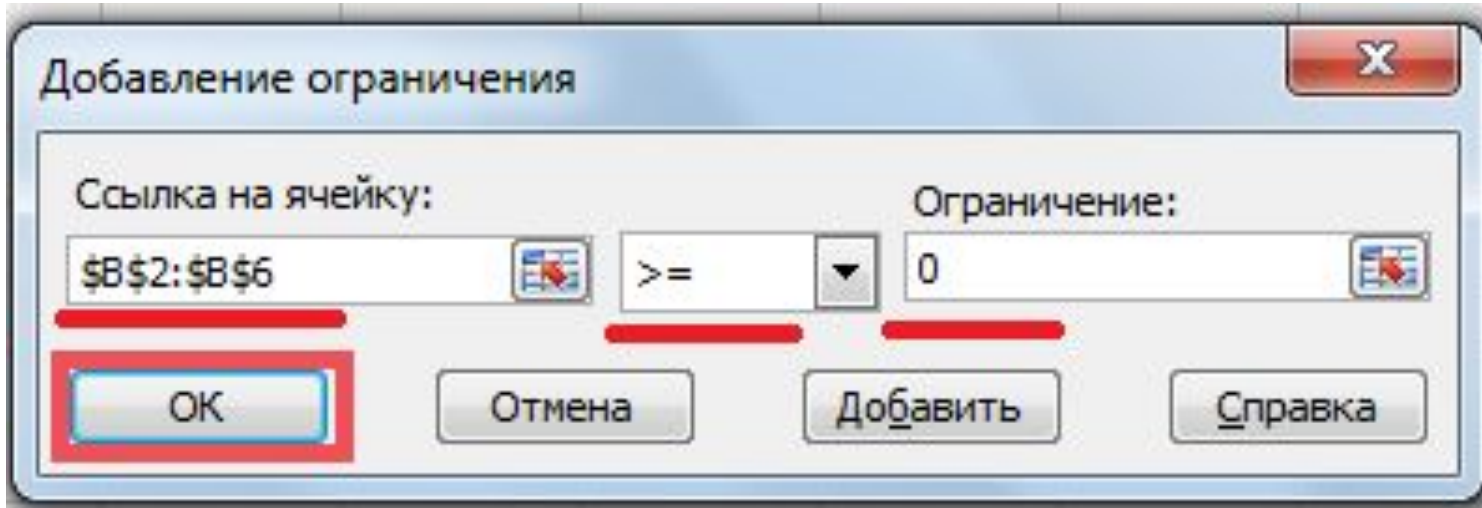 Добавление ограничения
Ссылка на ячейку:
Ограничение:
$B$2:$B$6
>=
0
ОК
Отмена
Добавить
Справка